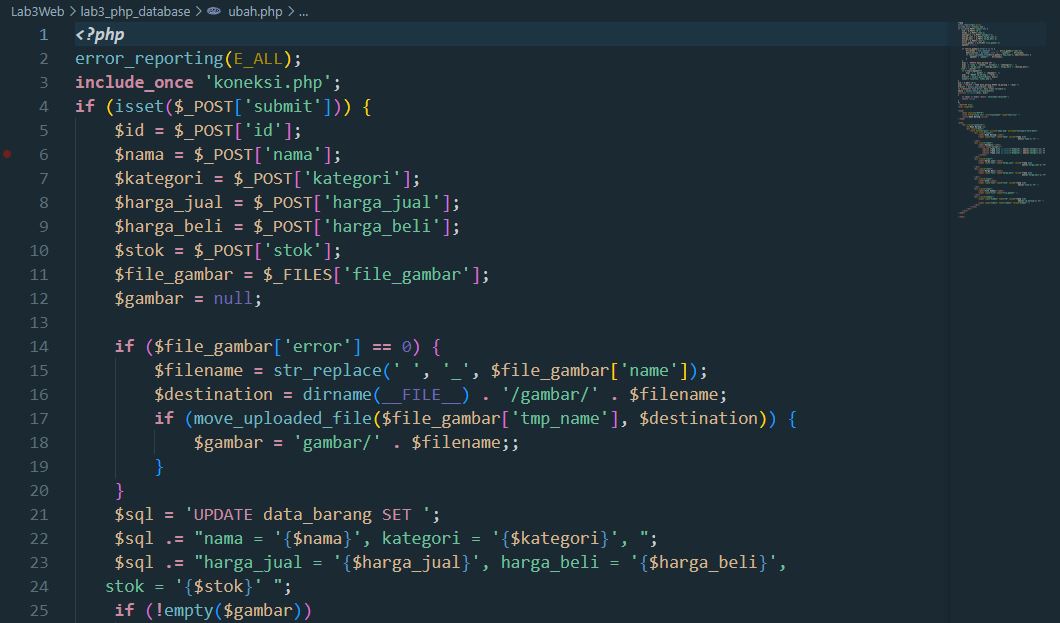 Lab3Web > lab3_php_database > ubah.php > ...
1 <?php
2 error_reporting(E_ALL);
3 include_once 'koneksi.php';
4 if (isset($_POST['submit'])) {
5     $id = $_POST['id'];
6     $nama = $_POST['nama'];
7     $kategori = $_POST['kategori'];
8     $harga_jual = $_POST['harga_jual'];
9     $harga_beli = $_POST['harga_beli'];
10     $stok = $_POST['stok'];
11     $file_gambar = $_FILES['file_gambar'];
12     $gambar = null;
13
14     if ($file_gambar['error'] == 0) {
15         $filename = str_replace(' ', '_', $file_gambar['name']);
16         $destination = dirname(__FILE__) . '/gambar/' . $filename;
17         if (move_uploaded_file($file_gambar['tmp_name'], $destination)) {
18             $gambar = 'gambar/' . $filename;;
19         }
20     }
21     $sql = 'UPDATE data_barang SET ';
22     $sql .= "nama = '{$nama}', kategori = '{$kategori}', ";
23     $sql .= "harga_jual = '{$harga_jual}', harga_beli = '{$harga_beli}',
24    stok = '{$stok}' ";
25     if (!empty($gambar))